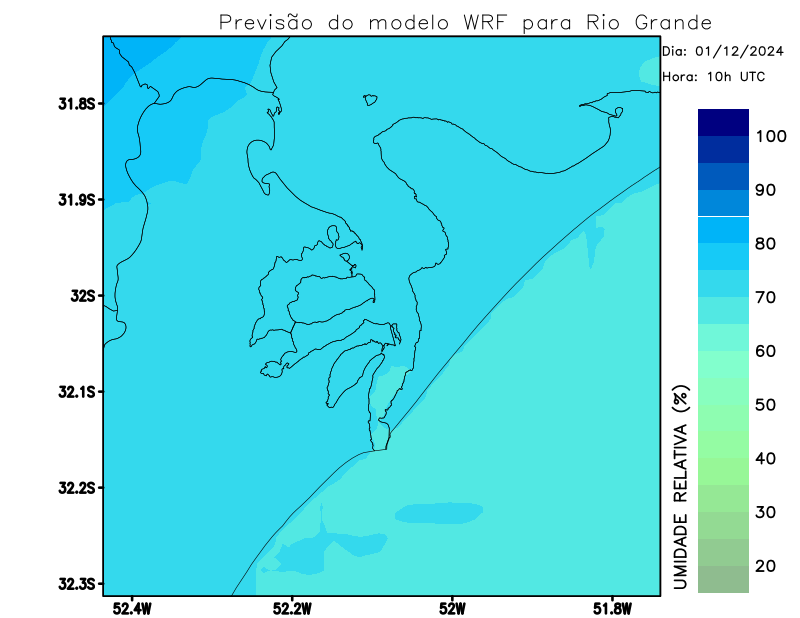 Previsão do modelo WRF para Rio Grande
Dia: 01/12/2024
Hora: 10h UTC
31.8S
31.9S
32S
32.1S
32.2S
32.3S
52.4W
52.2W
52W
51.8W
100
90
80
70
60
50
40
30
20
UMIDADE RELATIVA (%)